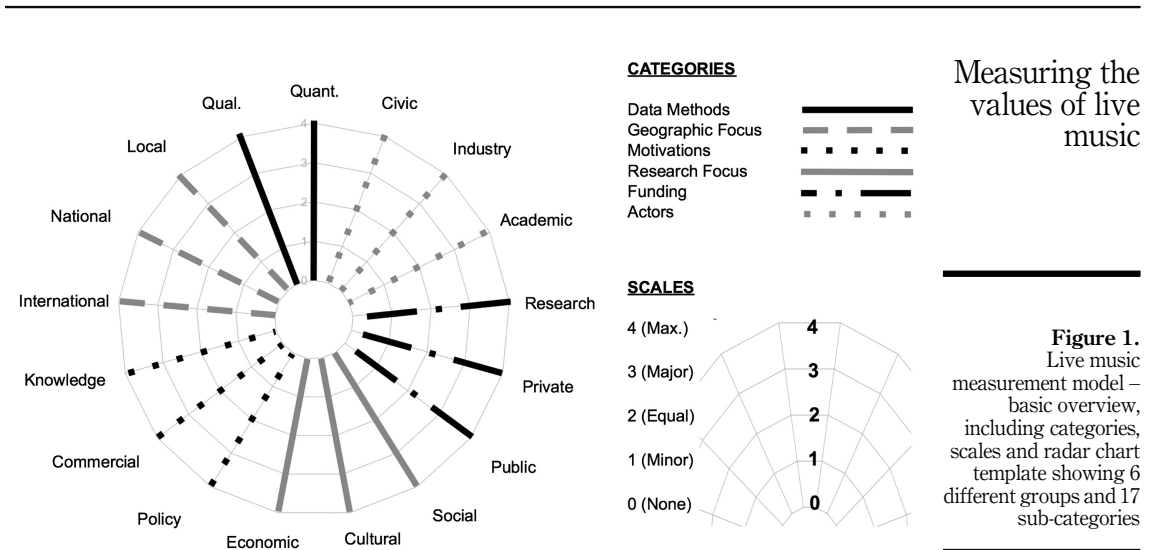 Quant.
Civic
Industry
Academic
Research
Private
Public
Social
Cultural
Economic
Policy
Commercial
Knowledge
International
National
Local
Qual.
4
3
2
1
0
CATEGORIES
Data Methods
Geographic Focus
Motivations
Research Focus
Funding
Actors
SCALES
4 (Max.)
3 (Major)
2 (Equal)
1 (Minor)
0 (None)
4
3
2
1
0
Measuring the
values of live
music
Figure 1.
Live music
measurement model –
basic overview,
including categories,
scales and radar chart
template showing 6
different groups and 17
sub-categories